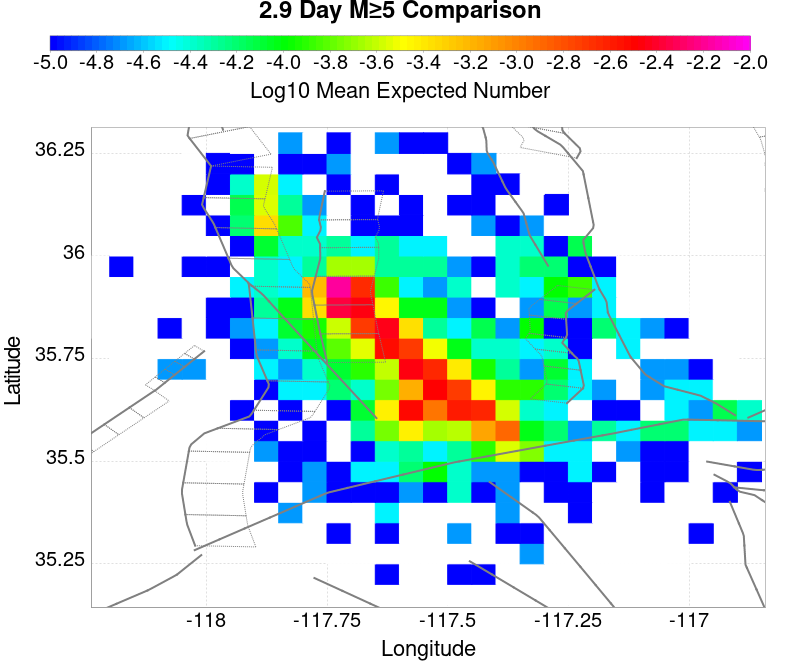 2.9 Day M≥5 Comparison
-5.0 -4.8 -4.6 -4.4 -4.2 -4.0 -3.8 -3.6 -3.4 -3.2 -3.0 -2.8 -2.6 -2.4 -2.2 -2.0
Log10 Mean Expected Number
36.25
36
35.75
35.5
35.25
Latitude
-118 -117.75 -117.5 -117.25 -117
Longitude